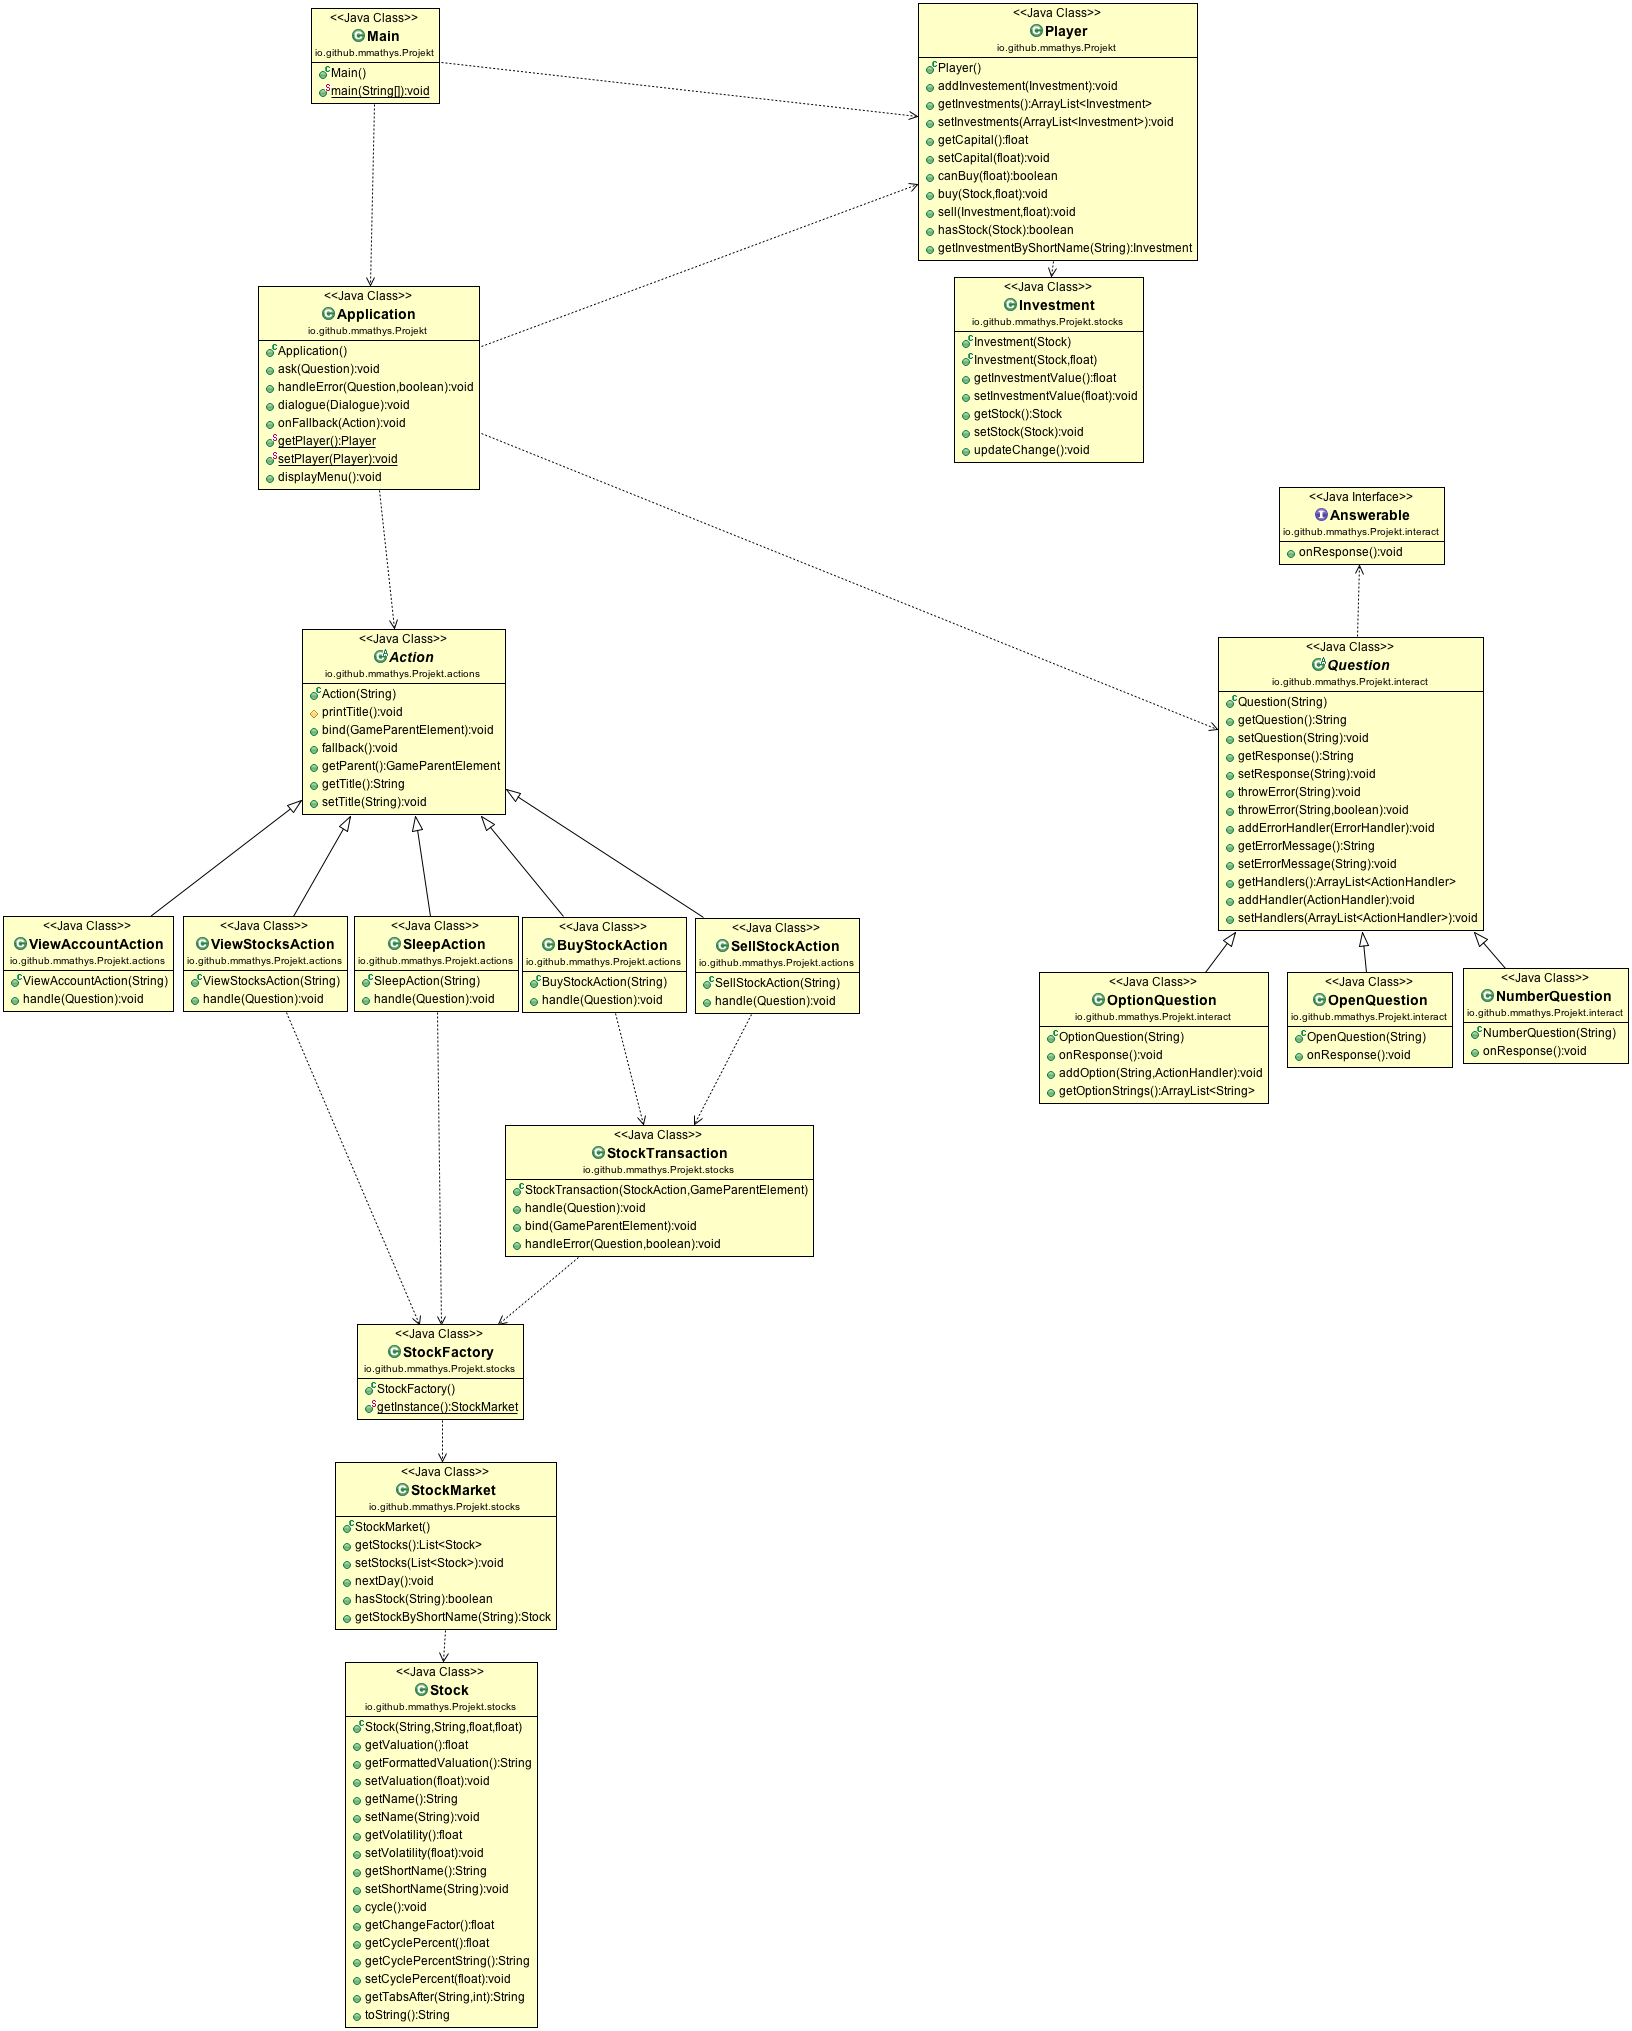 <<Java Class>>
Main
io.github.mmathys.Projekt
Main()
main(String[]):void
<<Java Class>>
Player
io.github.mmathys.Projekt
Player()
addInvestement(Investment):void
getInvestments():ArrayList<Investment>
setInvestments(ArrayList<Investment>):void
getCapital():float
setCapital(float):void
canBuy(float):boolean
buy(Stock,float):void
sell(Investment,float):void
hasStock(Stock):boolean
getInvestmentByShortName(String):Investment
<<Java Class>>
Investment
io.github.mmathys.Projekt.stocks
Investment(Stock)
Investment(Stock,float)
getInvestmentValue():float
setInvestmentValue(float):void
getStock():Stock
setStock(Stock):void
updateChange():void
<<Java Class>>
Application
io.github.mmathys.Projekt
Application()
ask(Question):void
handleError(Question,boolean):void
dialogue(Dialogue):void
onFallback(Action):void
getPlayer():Player
setPlayer(Player):void
displayMenu():void
<<Java Interface>>
Answerable
io.github.mmathys.Projekt.interact
onResponse():void
<<Java Class>>
Action
io.github.mmathys.Projekt.actions
Action(String)
printTitle():void
bind(GameParentElement):void
fallback():void
getParent():GameParentElement
getTitle():String
setTitle(String):void
<<Java Class>>
Question
io.github.mmathys.Projekt.interact
Question(String)
getQuestion():String
setQuestion(String):void
getResponse():String
setResponse(String):void
throwError(String):void
throwError(String,boolean):void
addErrorHandler(ErrorHandler):void
getErrorMessage():String
setErrorMessage(String):void
getHandlers():ArrayList<ActionHandler>
addHandler(ActionHandler):void
setHandlers(ArrayList<ActionHandler>):void
<<Java Class>>
ViewAccountAction
io.github.mmathys.Projekt.actions
ViewAccountAction(String)
handle(Question):void
<<Java Class>>
ViewStocksAction
io.github.mmathys.Projekt.actions
ViewStocksAction(String)
handle(Question):void
<<Java Class>>
SleepAction
io.github.mmathys.Projekt.actions
SleepAction(String)
handle(Question):void
<<Java Class>>
BuyStockAction
io.github.mmathys.Projekt.actions
BuyStockAction(String)
handle(Question):void
<<Java Class>>
SellStockAction
io.github.mmathys.Projekt.actions
SellStockAction(String)
handle(Question):void
<<Java Class>>
OptionQuestion
io.github.mmathys.Projekt.interact
OptionQuestion(String)
onResponse():void
addOption(String,ActionHandler):void
getOptionStrings():ArrayList<String>
<<Java Class>>
OpenQuestion
io.github.mmathys.Projekt.interact
OpenQuestion(String)
onResponse():void
<<Java Class>>
NumberQuestion
io.github.mmathys.Projekt.interact
NumberQuestion(String)
onResponse():void
<<Java Class>>
StockTransaction
io.github.mmathys.Projekt.stocks
StockTransaction(StockAction,GameParentElement)
handle(Question):void
bind(GameParentElement):void
handleError(Question,boolean):void
<<Java Class>>
StockFactory
io.github.mmathys.Projekt.stocks
StockFactory()
getInstance():StockMarket
<<Java Class>>
StockMarket
io.github.mmathys.Projekt.stocks
StockMarket()
getStocks():List<Stock>
setStocks(List<Stock>):void
nextDay():void
hasStock(String):boolean
getStockByShortName(String):Stock
<<Java Class>>
Stock
io.github.mmathys.Projekt.stocks
Stock(String,String,float,float)
getValuation():float
getFormattedValuation():String
setValuation(float):void
getName():String
setName(String):void
getVolatility():float
setVolatility(float):void
getShortName():String
setShortName(String):void
cycle():void
getChangeFactor():float
getCyclePercent():float
getCyclePercentString():String
setCyclePercent(float):void
getTabsAfter(String,int):String
toString():String